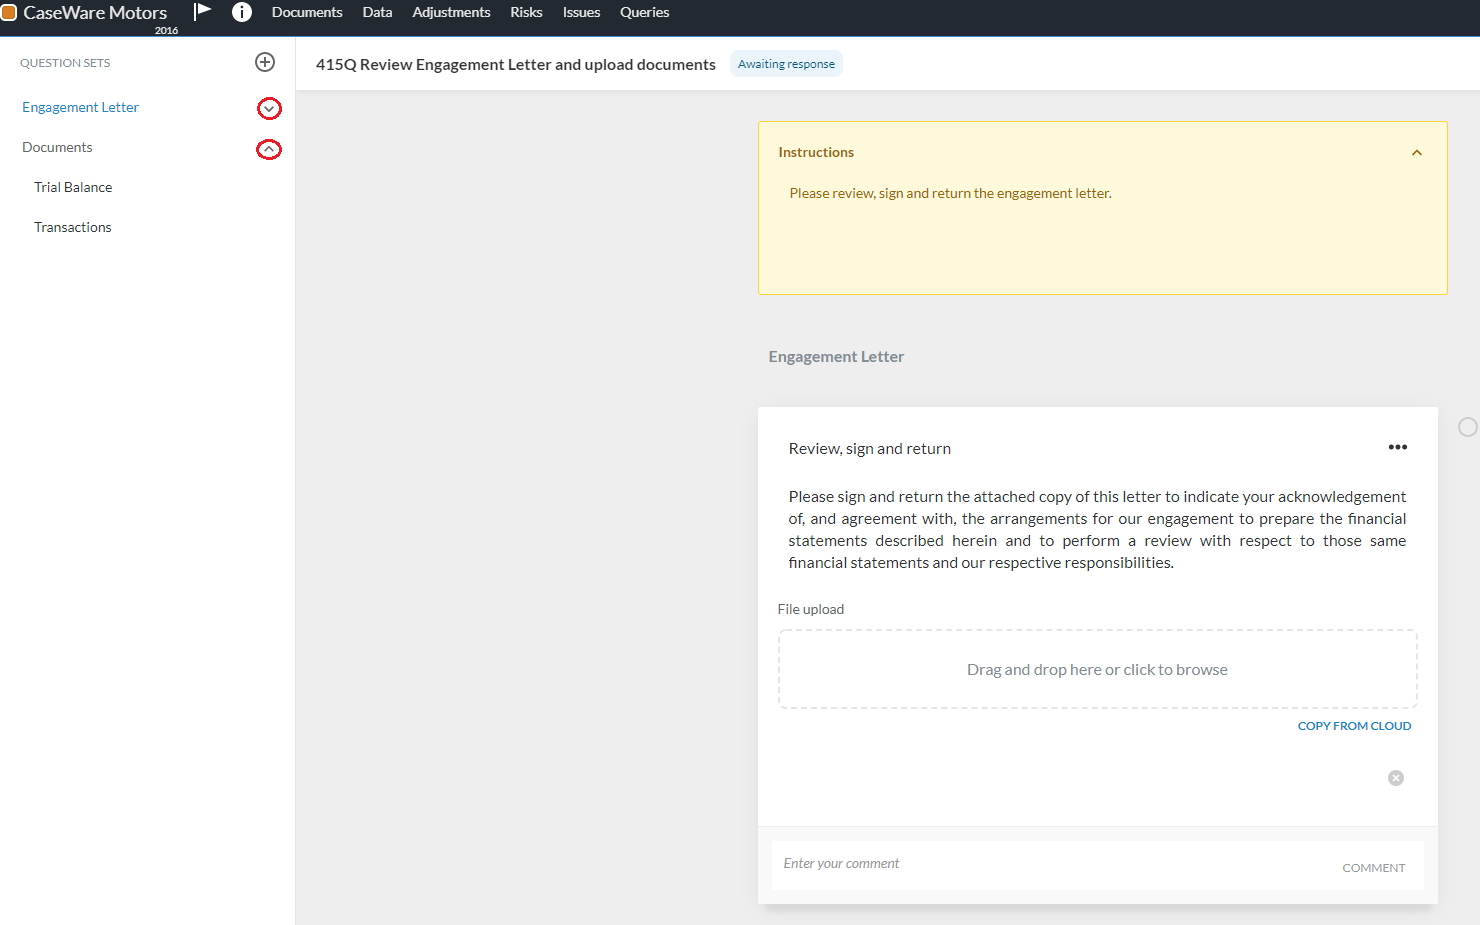 CaseWare Motors
2016
Documents Data Adjustments Risks Issues Queries
QUESTION SETS
Engagement Letter
Documents
Trial Balance
Transactions
415Q Review Engagement Letter and upload documents Awaiting response
Instructions
Please review, sign and return the engagement letter.
Engagement Letter
Review, sign and return
Please sign and return the attached copy of this letter to indicate your acknowledgement
of, and agreement with, the arrangements for our engagement to prepare the financial
statements described herein and to perform a review with respect to those same
financial statements and our respective responsibilities.
File upload
Drag and drop here or click to browse
COPY FROM CLOUD
Enter your comment
COMMENT